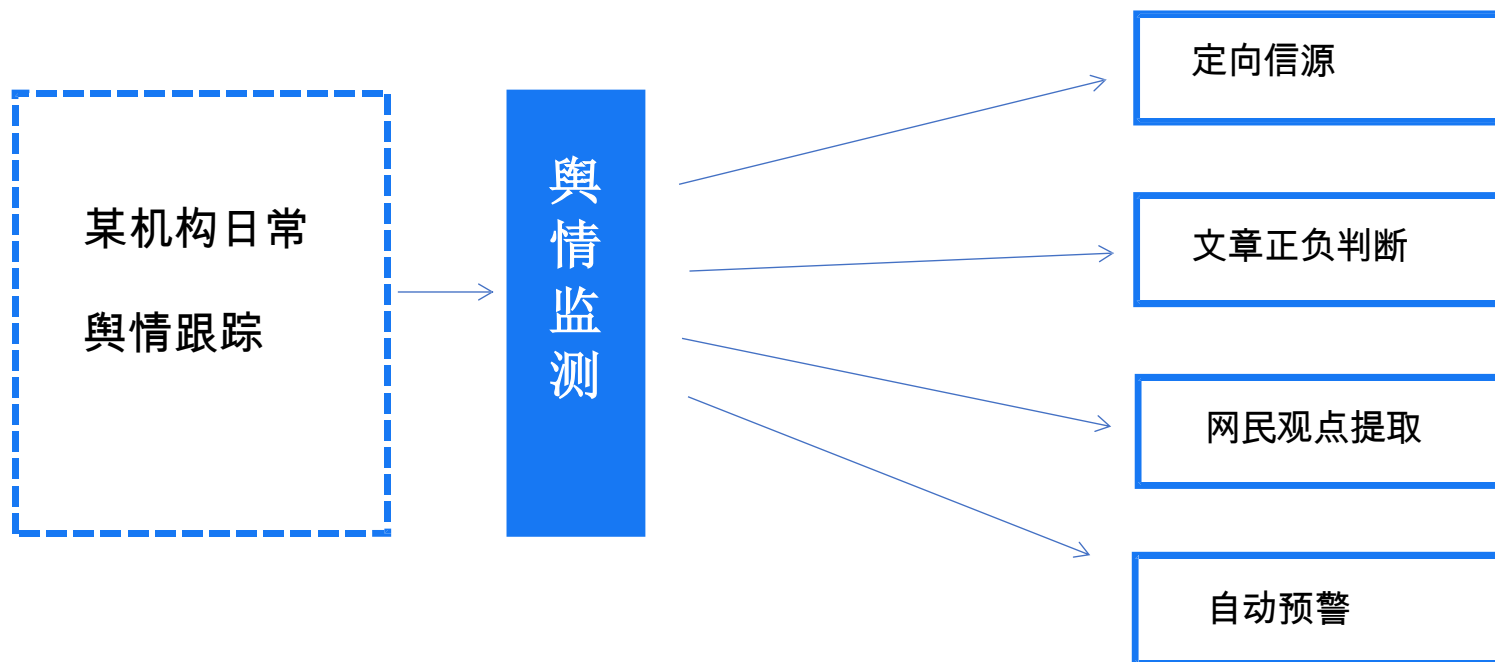 某机构日常
舆情跟踪
舆情监测
定向信源
文章正负判断
网民观点提取
自动预警